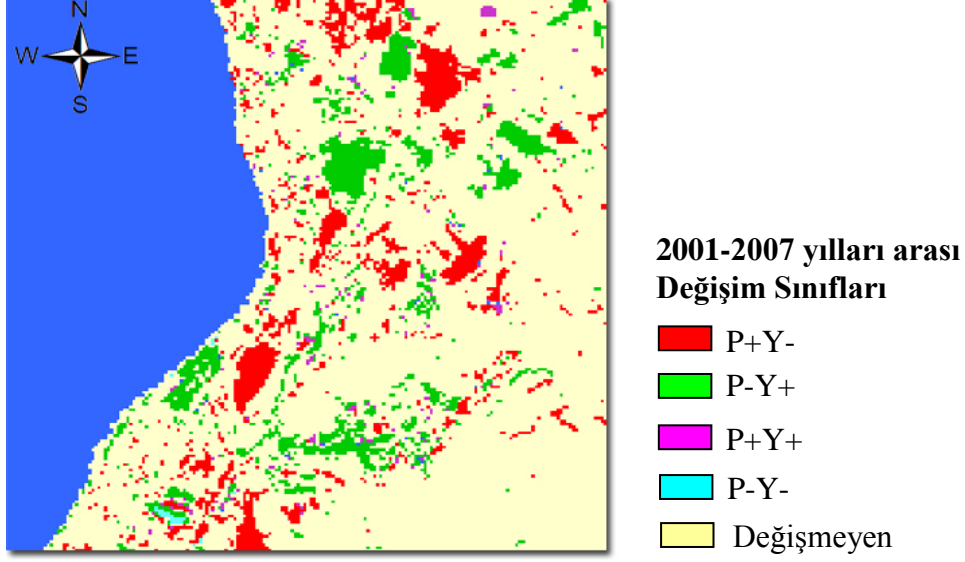 N
W E
S
2001-2007 yılları arası
Değişim Sınıfları
P+Y-
P-Y+
P+Y+
P-Y-
Değişmeyen